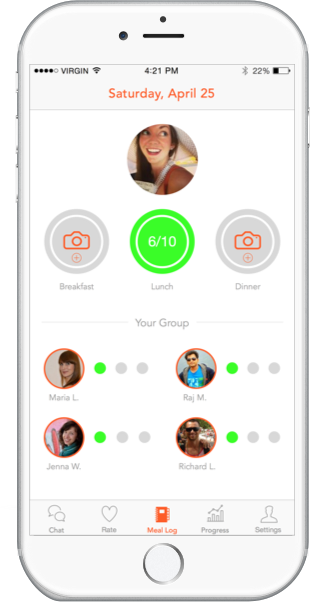 VIRGIN 4:21 PM 22%
Saturday, April 25
6/10
Breakfast Lunch Dinner
Your Group
Maria L. Raj M.
Jenna W. Richard L.
Chat Rate Meal Log Progress Settings